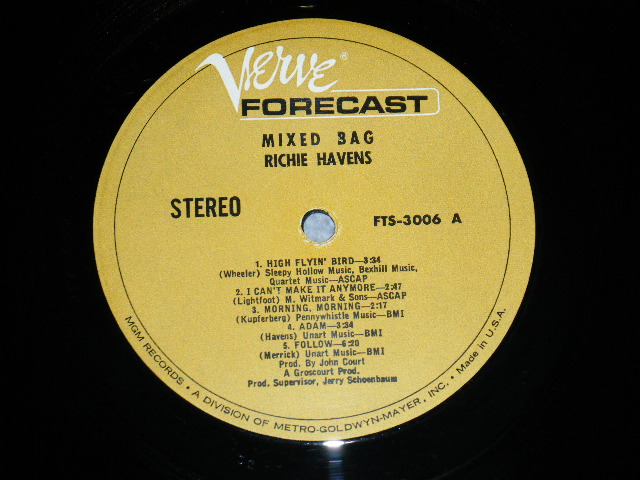 Verve®
FORECAST
MIXED BAG
RICHIE HAVENS
STEREO
FTS-3006 A
1. HIGH FLYIN' BIRD—3:34
(Wheeler) Sleepy Hollow Music, Bexhill Music,
Quartet Music—ASCAP
2. I CAN'T MAKE IT ANYMORE—2:47
(Lightfoot) M. Witmark & Sons—ASCAP
3. MORNING, MORNING—2:17
(Kupferberg) Pennywhistle Music—BMI
4. ADAM—3:34
(Havens) Unart Music—BMI
5. FOLLOW—6:20
(Merrick) Unart Music—BMI
Prod. By John Court
A Groscourt Prod.
Prod. Supervisor, Jerry Schoenbaum
MGM RECORDS • A DIVISION OF METRO-GOLDWYN-MAYER, INC. • Made in U.S.A.